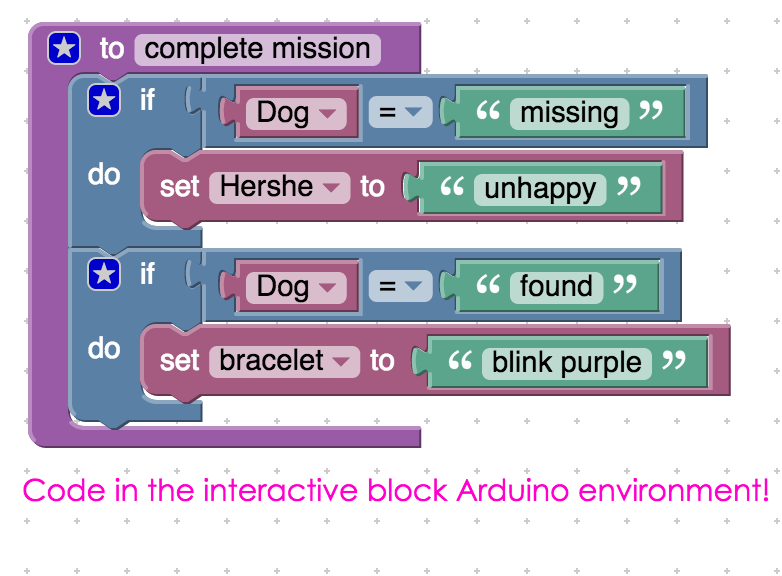 to complete mission
if Dog = “ missing ”
do set Hershe to “ unhappy ”
if Dog = “ found ”
do set bracelet to “ blink purple ”
Code in the interactive block Arduino environment!